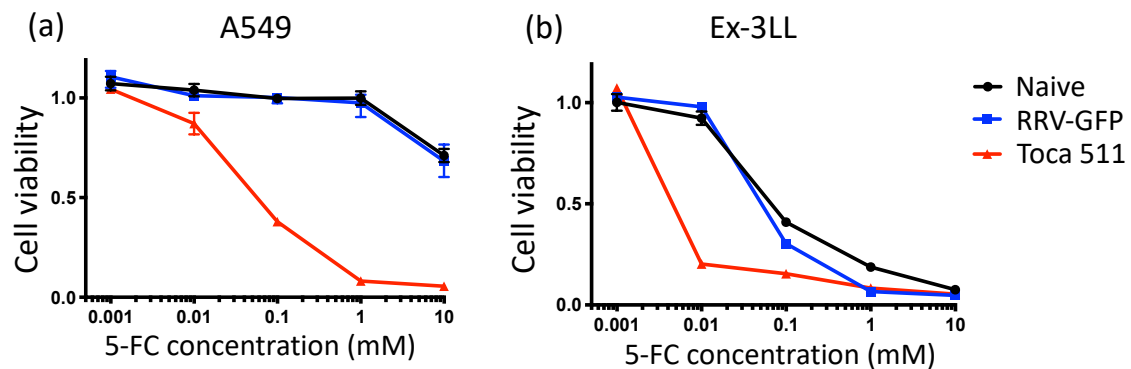 (a) A549
Cell viability
1.0
0.5
0.0
0.001 0.01 0.1 1 10
5-FC concentration (mM)
(b) Ex-3LL
Cell viability
1.0
0.5
0.0
0.001 0.01 0.1 1 10
5-FC concentration (mM)
Naive
RRV-GFP
Toca 511